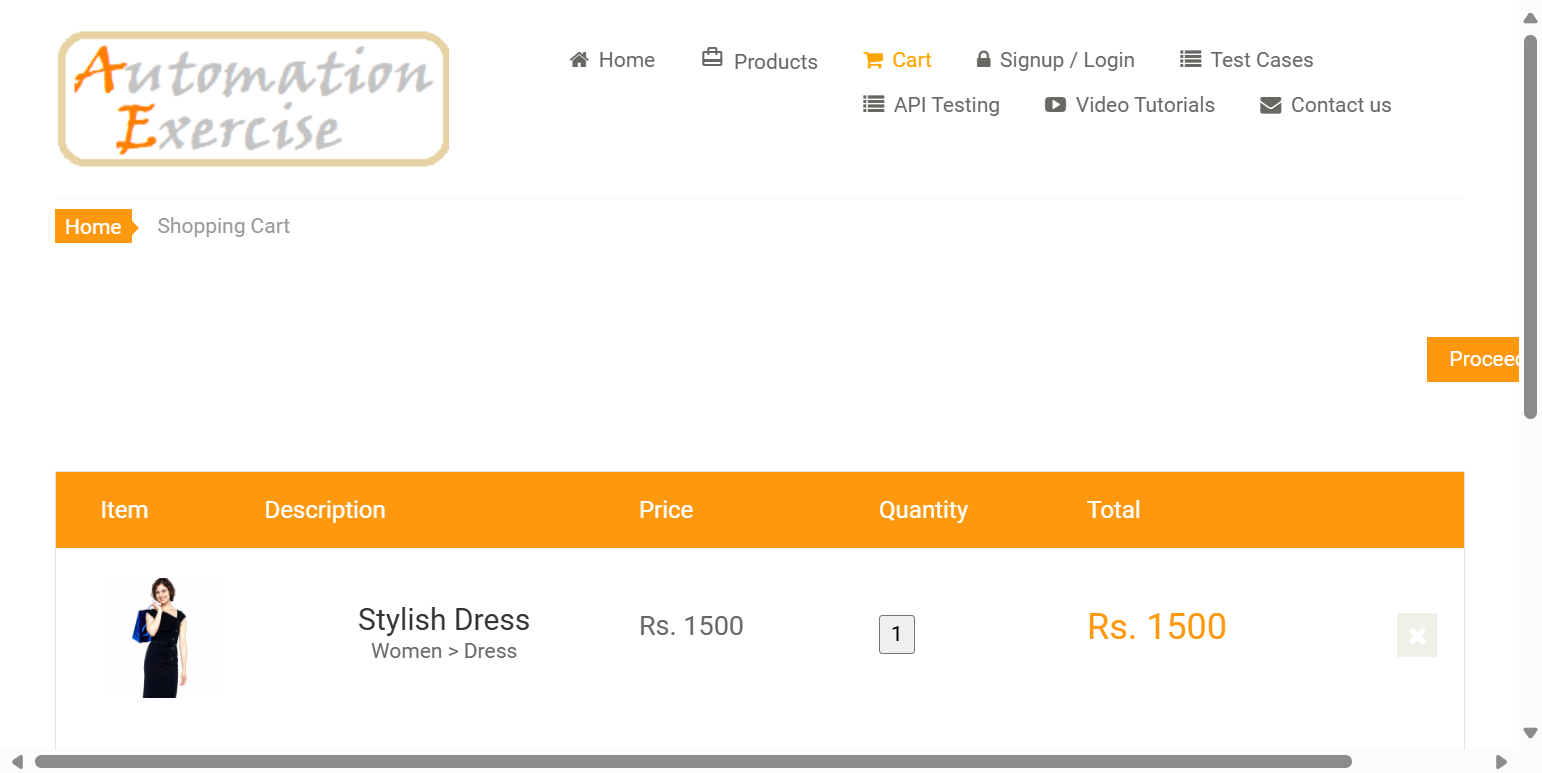 Automation
Exercise
Home
Products
Cart
Signup / Login
Test Cases
API Testing
Video Tutorials
Contact us
Home
Shopping Cart
Proceed
Item
Description
Price
Quantity
Total
Stylish Dress
Women > Dress
Rs. 1500
1
Rs. 1500